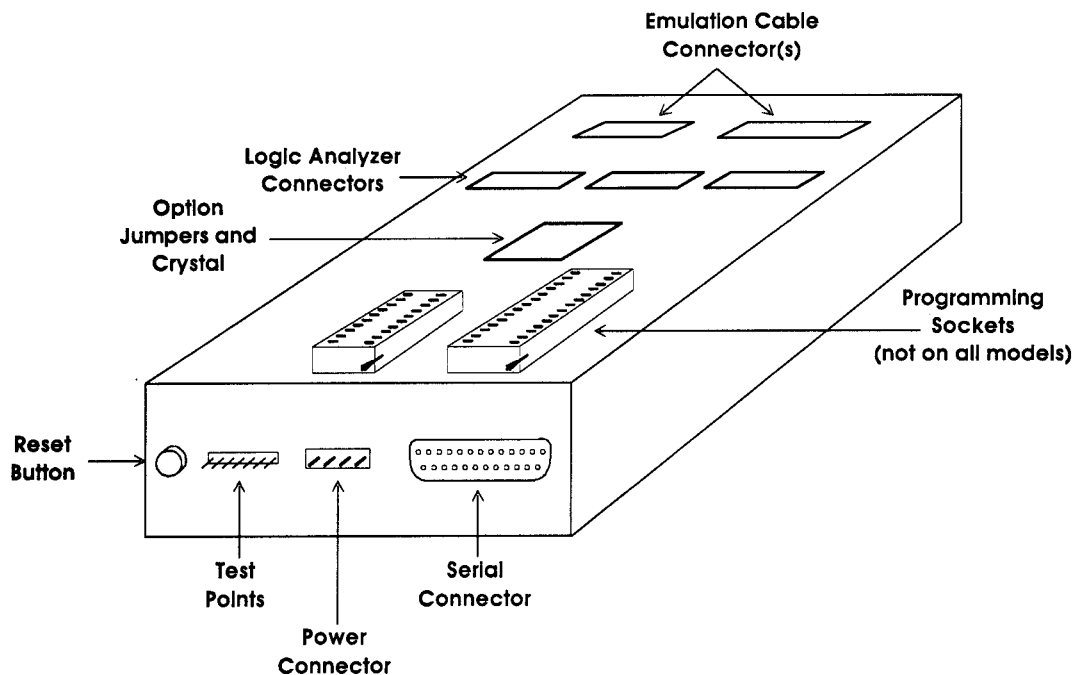 Emulation Cable
Connector(s)
Logic Analyzer
Connectors
Option
Jumpers and
Crystal
Programming
Sockets
(not on all models)
Reset
Button
Test
Points
Serial
Connector
Power
Connector